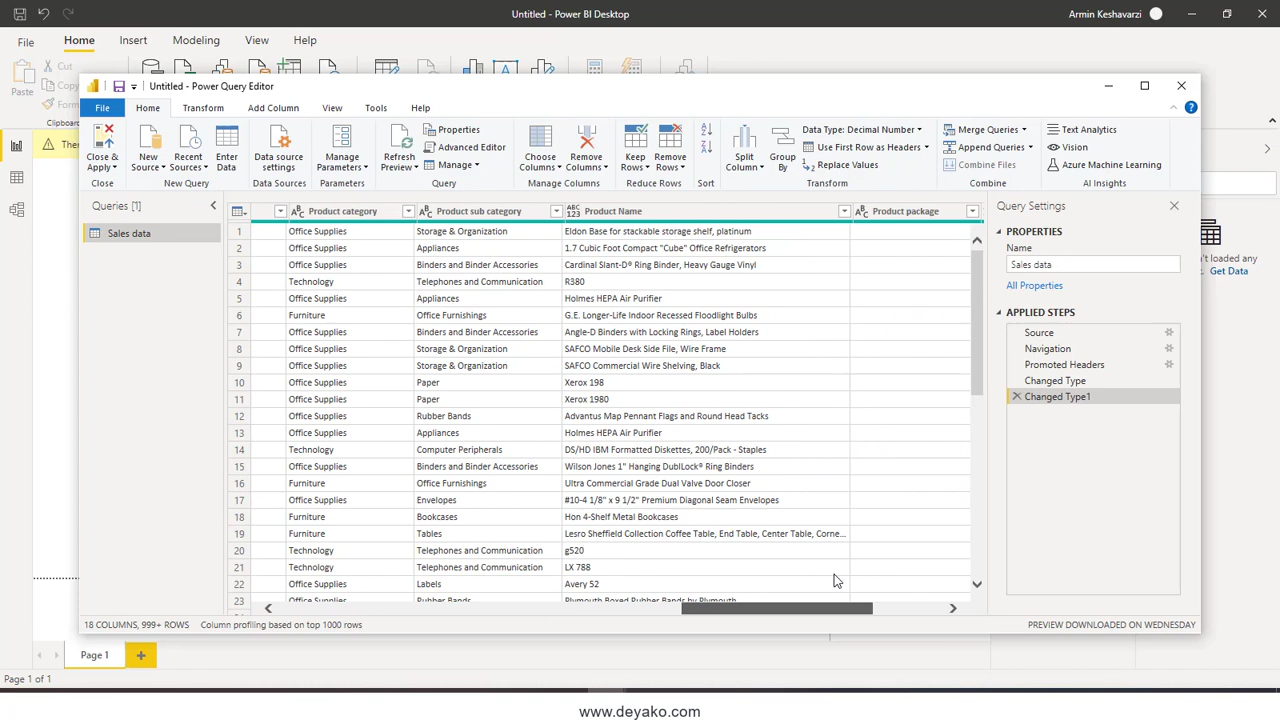 Untitled - Power BI Desktop
Armin Keshavarzi
File
Home
Insert
Modeling
View
Help
Paste
Cut
Copy
Clipboard
Untitled - Power Query Editor
File
Home
Transform
Add Column
View
Tools
Help
Close &
Apply
New
Source
Recent
Sources
Enter
Data
Data source
settings
Manage
Parameters
Refresh
Preview
Properties
Advanced Editor
Manage
Choose
Columns
Remove
Columns
Keep
Rows
Remove
Rows
Split
Column
Group
By
Data Type: Decimal Number
Use First Row as Headers
Replace Values
Merge Queries
Append Queries
Combine Files
Text Analytics
Vision
Azure Machine Learning
Close
New Query
Data Sources
Parameters
Query
Manage Columns
Reduce Rows
Sort
Transform
Combine
AI Insights
Queries [1]
Sales data
Product category
Product sub category
Product Name
Product package
1 Office Supplies Storage & Organization Eldon Base for stackable storage shelf, platinum
2 Office Supplies Appliances 1.7 Cubic Foot Compact "Cube" Office Refrigerators
3 Office Supplies Binders and Binder Accessories Cardinal Slant-D® Ring Binder, Heavy Gauge Vinyl
4 Technology Telephones and Communication R380
5 Office Supplies Appliances Holmes HEPA Air Purifier
6 Furniture Office Furnishings G.E. Longer-Life Indoor Recessed Floodlight Bulbs
7 Office Supplies Binders and Binder Accessories Angle-D Binders with Locking Rings, Label Holders
8 Office Supplies Storage & Organization SAFCO Mobile Desk Side File, Wire Frame
9 Office Supplies Storage & Organization SAFCO Commercial Wire Shelving, Black
10 Office Supplies Paper Xerox 198
11 Office Supplies Paper Xerox 1980
12 Office Supplies Rubber Bands Advantus Map Pennant Flags and Round Head Tacks
13 Office Supplies Appliances Holmes HEPA Air Purifier
14 Technology Computer Peripherals DS/HD IBM Formatted Diskettes, 200/Pack - Staples
15 Office Supplies Binders and Binder Accessories Wilson Jones 1" Hanging DublLock® Ring Binders
16 Furniture Office Furnishings Ultra Commercial Grade Dual Valve Door Closer
17 Office Supplies Envelopes #10-4 1/8" x 9 1/2" Premium Diagonal Seam Envelopes
18 Furniture Bookcases Hon 4-Shelf Metal Bookcases
19 Furniture Tables Lesro Sheffield Collection Coffee Table, End Table, Center Table, Corne...
20 Technology Telephones and Communication g520
21 Technology Telephones and Communication LX 788
22 Office Supplies Labels Avery 52
23 Office Supplies Rubber Bands Plymouth Boxed Rubber Bands by Plymouth
Query Settings
PROPERTIES
Name
Sales data
All Properties
APPLIED STEPS
Source
Navigation
Promoted Headers
Changed Type
Changed Type1
18 COLUMNS, 999+ ROWS
Column profiling based on top 1000 rows
PREVIEW DOWNLOADED ON WEDNESDAY
't loaded any
Get Data
Page 1
Page 1 of 1
www.deyako.com